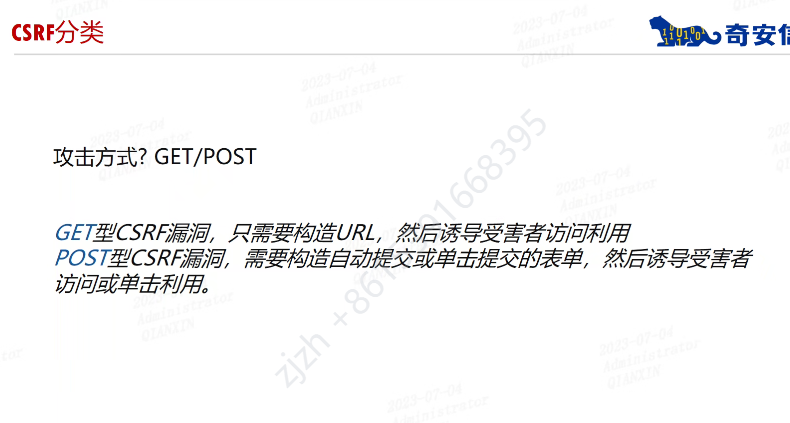 CSRF分类
奇安信
攻击方式? GET/POST
GET型CSRF漏洞，只需要构造URL，然后诱导受害者访问利用
POST型CSRF漏洞，需要构造自动提交或单击提交的表单，然后诱导受害者
访问或单击利用。
2023-07-04
Administrator
QIANXIN